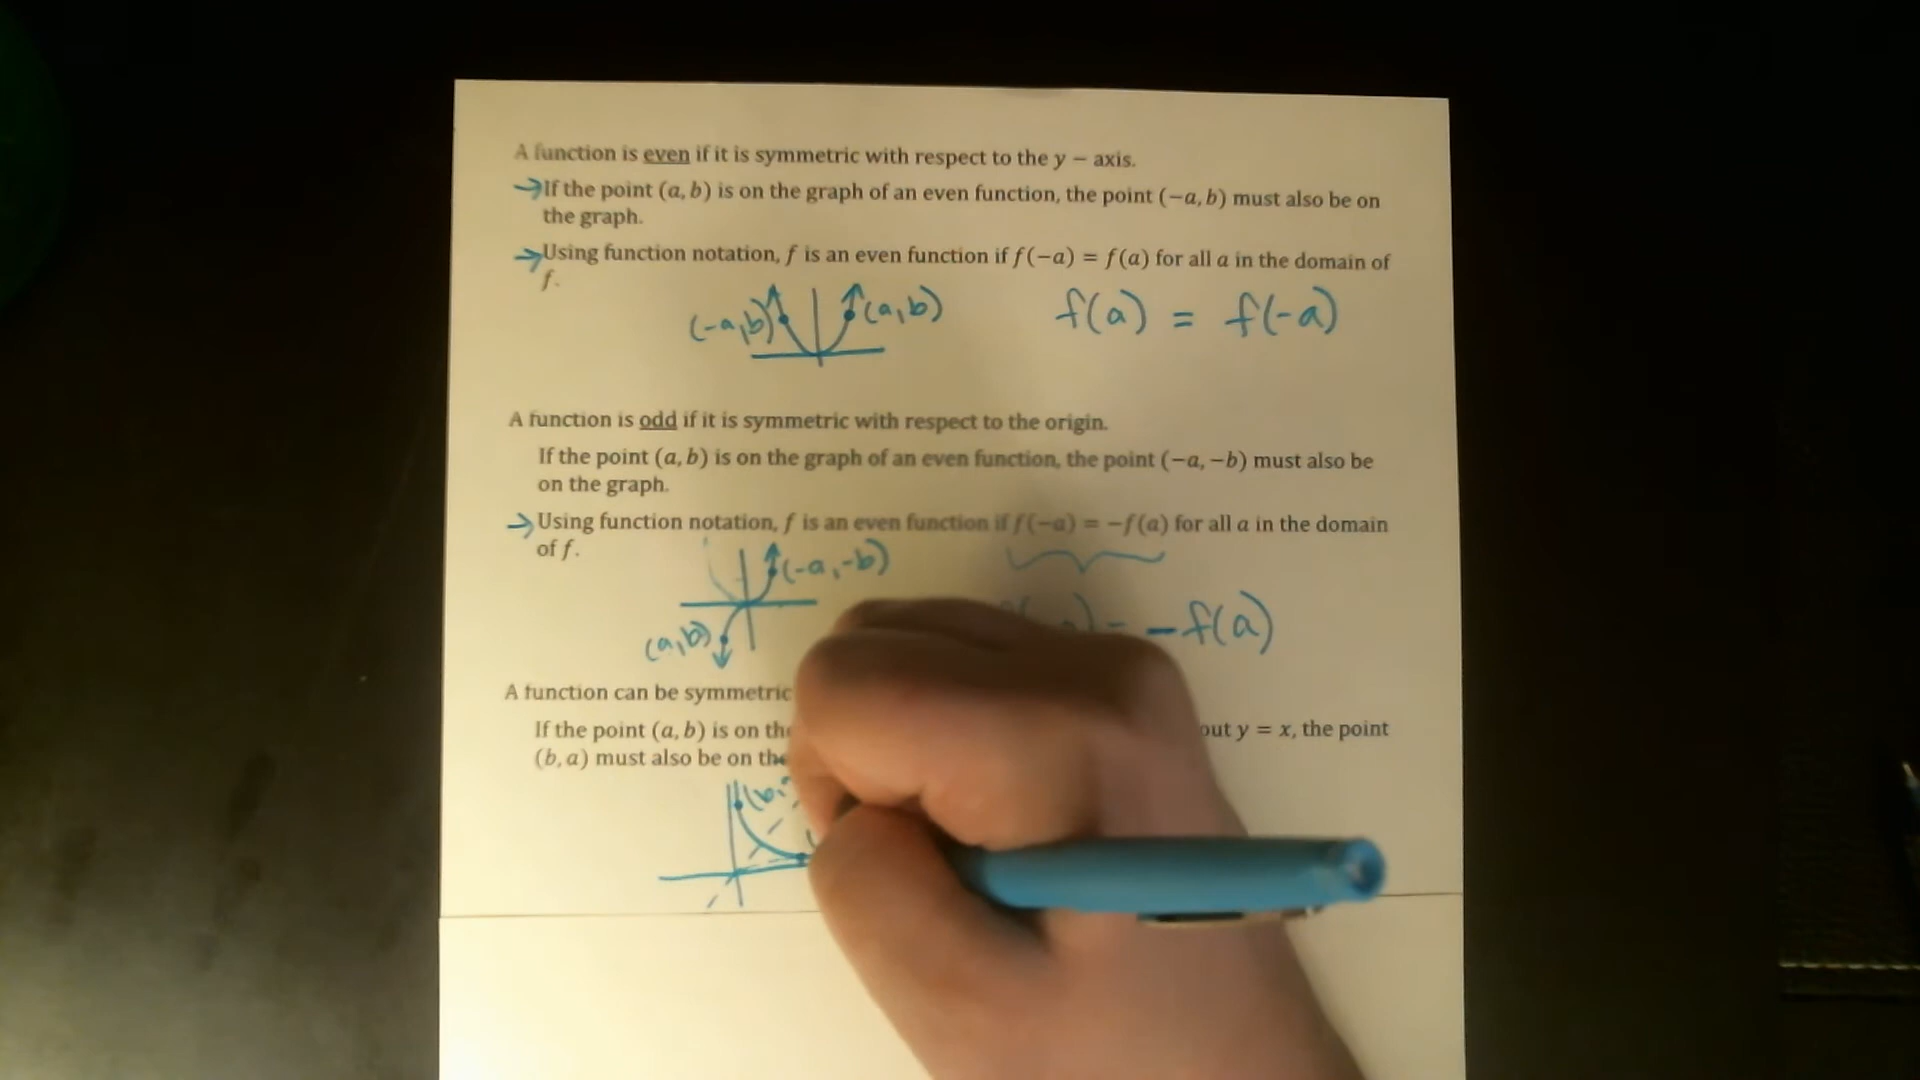 A function is even if it is symmetric with respect to the y – axis.
If the point (a, b) is on the graph of an even function, the point (−a, b) must also be on
the graph.
Using function notation, f is an even function if f(−a) = f(a) for all a in the domain of
f.
(-a,b) (a,b) f(a) = f(-a)
A function is odd if it is symmetric with respect to the origin.
If the point (a, b) is on the graph of an even function, the point (−a, −b) must also be
on the graph.
Using function notation, f is an even function if f(−a) = −f(a) for all a in the domain
of f.
(-a,-b)
(a,b) -f(a)
A function can be symmetric
If the point (a, b) is on y = x, the point
(b, a) must also be on